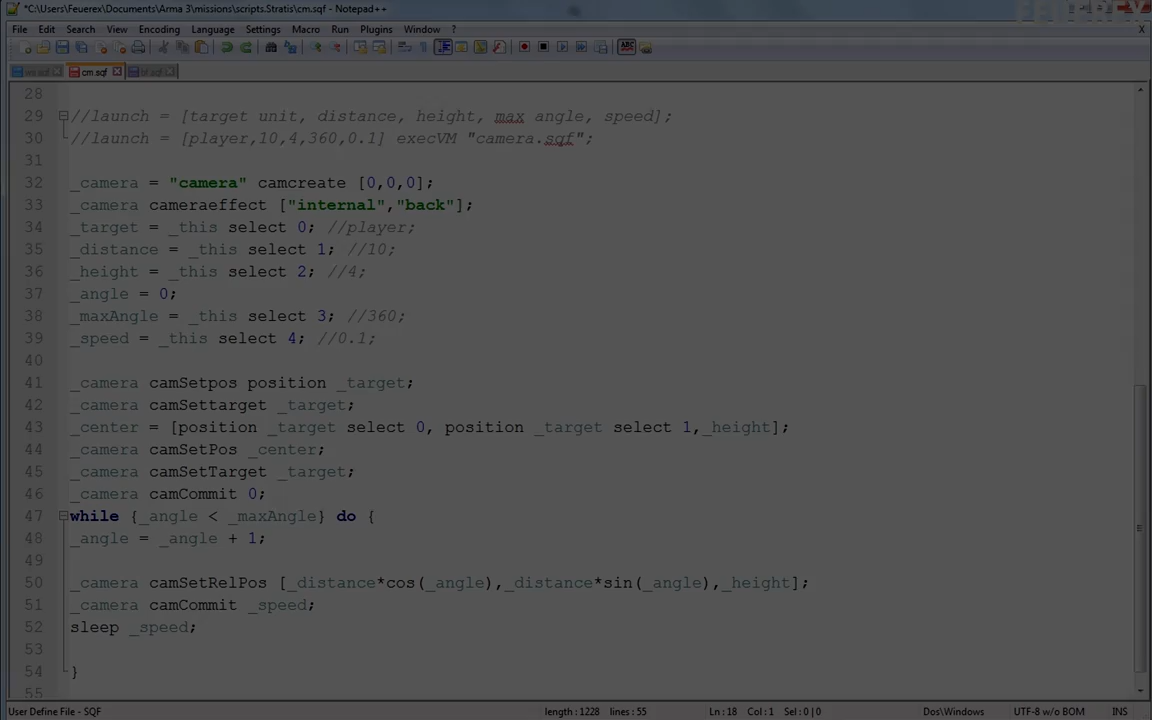 *C:\Users\Feuerex\Documents\Arma 3\missions\scripts.Stratis\cm.sqf - Notepad++
FEUEREX
File Edit Search View Encoding Language Settings Macro Run Plugins Window ? X
ws.sqf cm.sqf bf.sqf
28
29 //launch = [target unit, distance, height, max angle, speed];
30 //launch = [player,10,4,360,0.1] execVM "camera.sqf";
31
32 _camera = "camera" camcreate [0,0,0];
33 _camera cameraeffect ["internal","back"];
34 _target = _this select 0; //player;
35 _distance = _this select 1; //10;
36 _height = _this select 2; //4;
37 _angle = 0;
38 _maxAngle = _this select 3; //360;
39 _speed = _this select 4; //0.1;
40
41 _camera camSetpos position _target;
42 _camera camSettarget _target;
43 _center = [position _target select 0, position _target select 1,_height];
44 _camera camSetPos _center;
45 _camera camSetTarget _target;
46 _camera camCommit 0;
47 while {_angle < _maxAngle} do {
48 _angle = _angle + 1;
49
50 _camera camSetRelPos [_distance*cos(_angle),_distance*sin(_angle),_height];
51 _camera camCommit _speed;
52 sleep _speed;
53
54 }
55
User Define File - SQF length : 1228 lines : 55 Ln : 18 Col : 1 Sel : 0 | 0 Dos\Windows UTF-8 w/o BOM INS